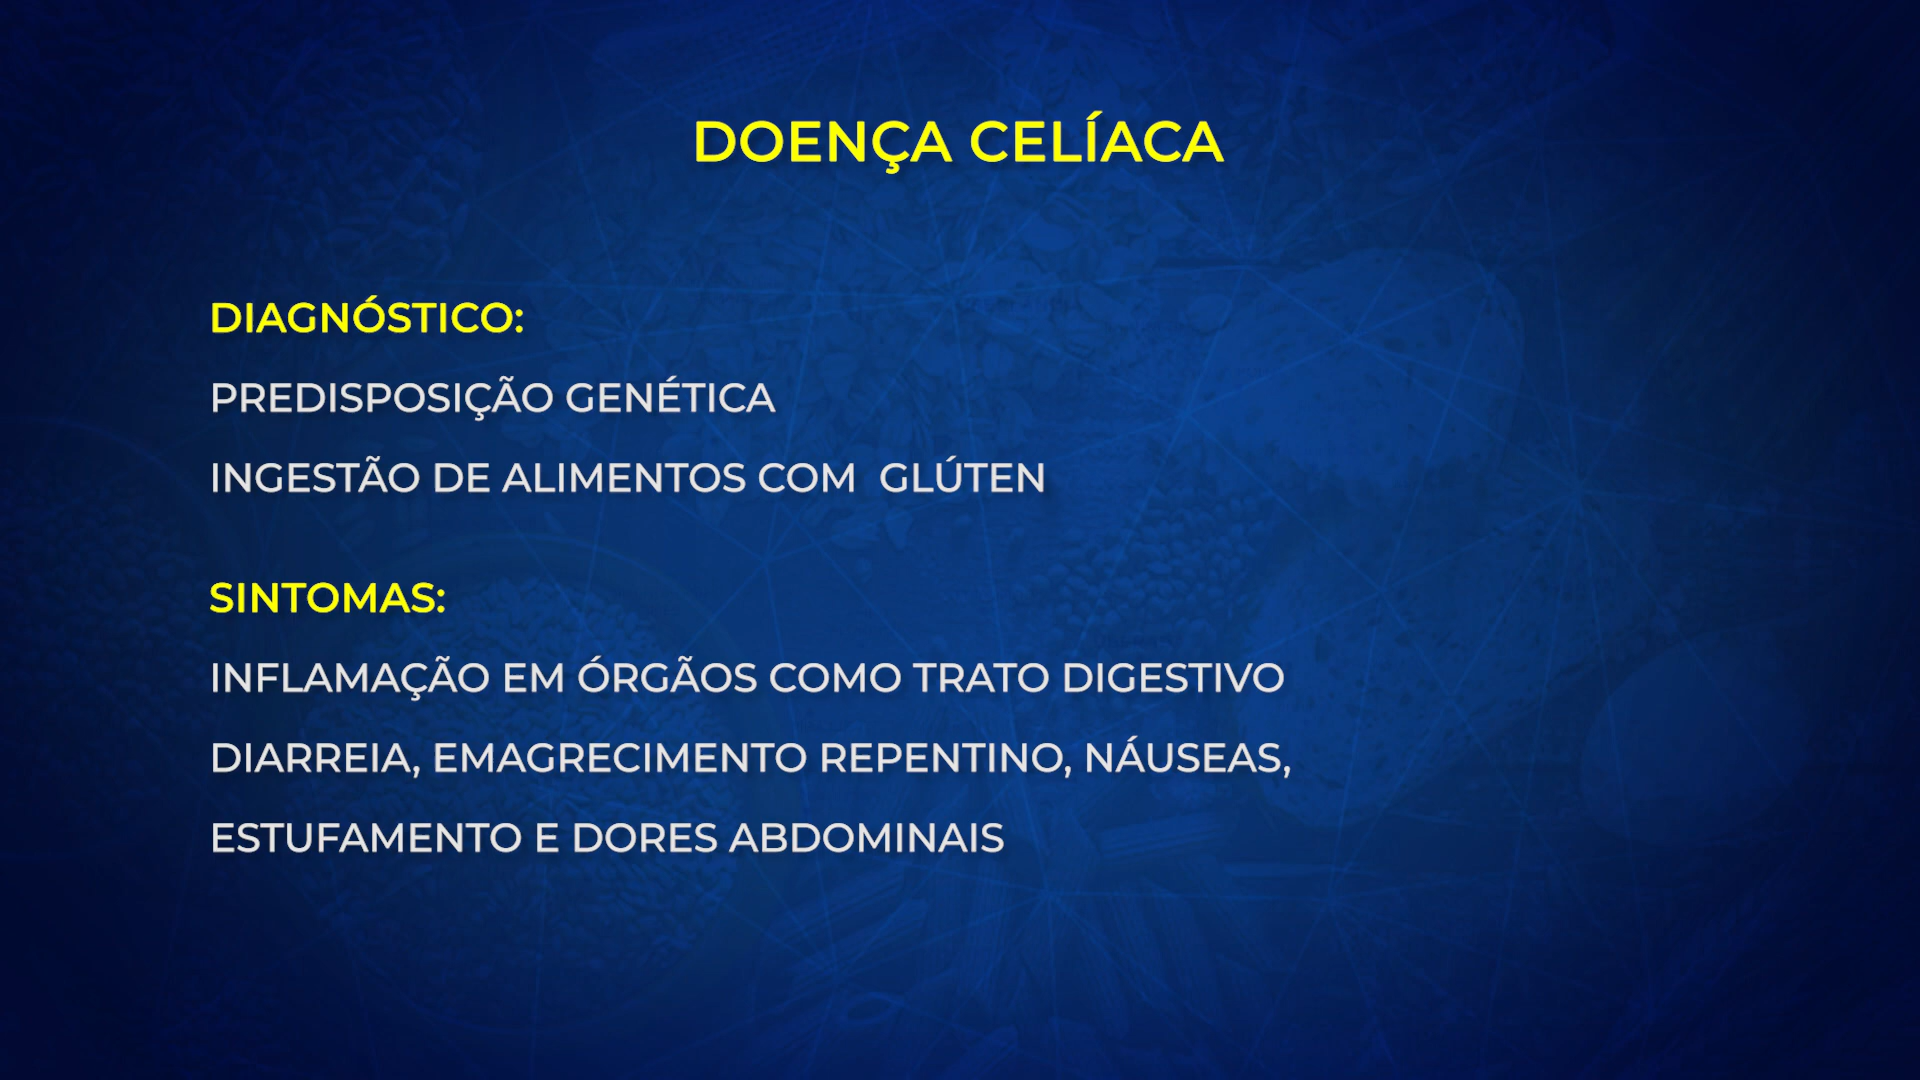 DOENÇA CELÍACA
DIAGNÓSTICO:
PREDISPOSIÇÃO GENÉTICA
INGESTÃO DE ALIMENTOS COM  GLÚTEN
SINTOMAS:
INFLAMAÇÃO EM ÓRGÃOS COMO TRATO DIGESTIVO
DIARREIA, EMAGRECIMENTO REPENTINO, NÁUSEAS,
ESTUFAMENTO E DORES ABDOMINAIS